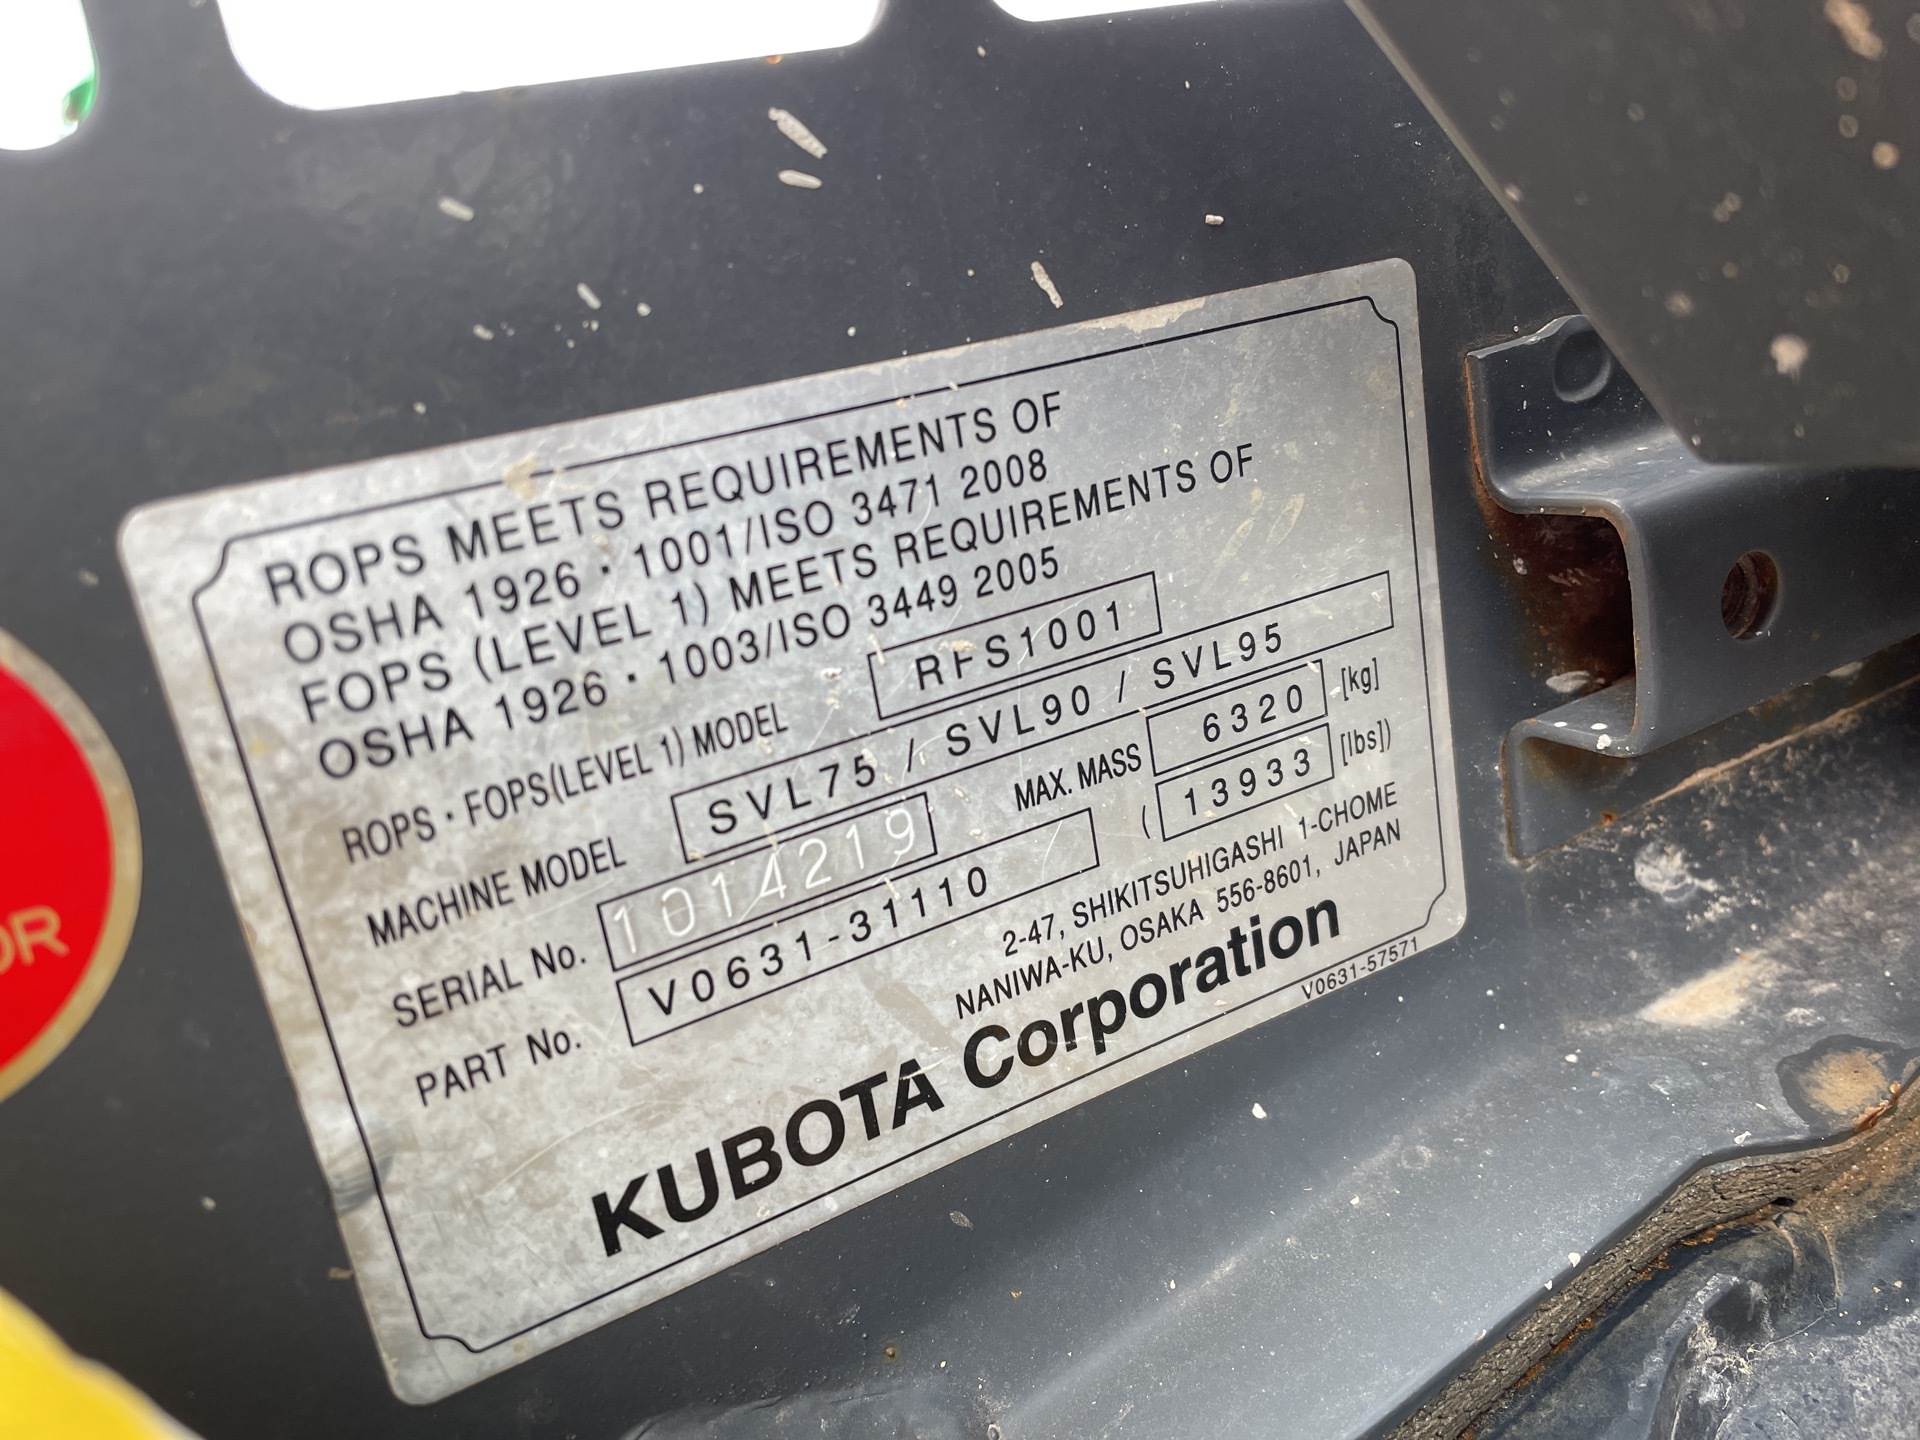 ROPS MEETS REQUIREMENTS OF
OSHA 1926・1001/ISO 3471 2008
FOPS (LEVEL 1) MEETS REQUIREMENTS OF
OSHA 1926・1003/ISO 3449 2005
ROPS・FOPS(LEVEL 1) MODEL RFS1001
MACHINE MODEL SVL75 / SVL90 / SVL95
SERIAL No. 1014219 MAX. MASS 6320 [kg]
PART No. V0631-31110 (13933 [lbs])
2-47, SHIKITSUHIGASHI 1-CHOME
NANIWA-KU, OSAKA 556-8601, JAPAN
KUBOTA Corporation
V0631-57571